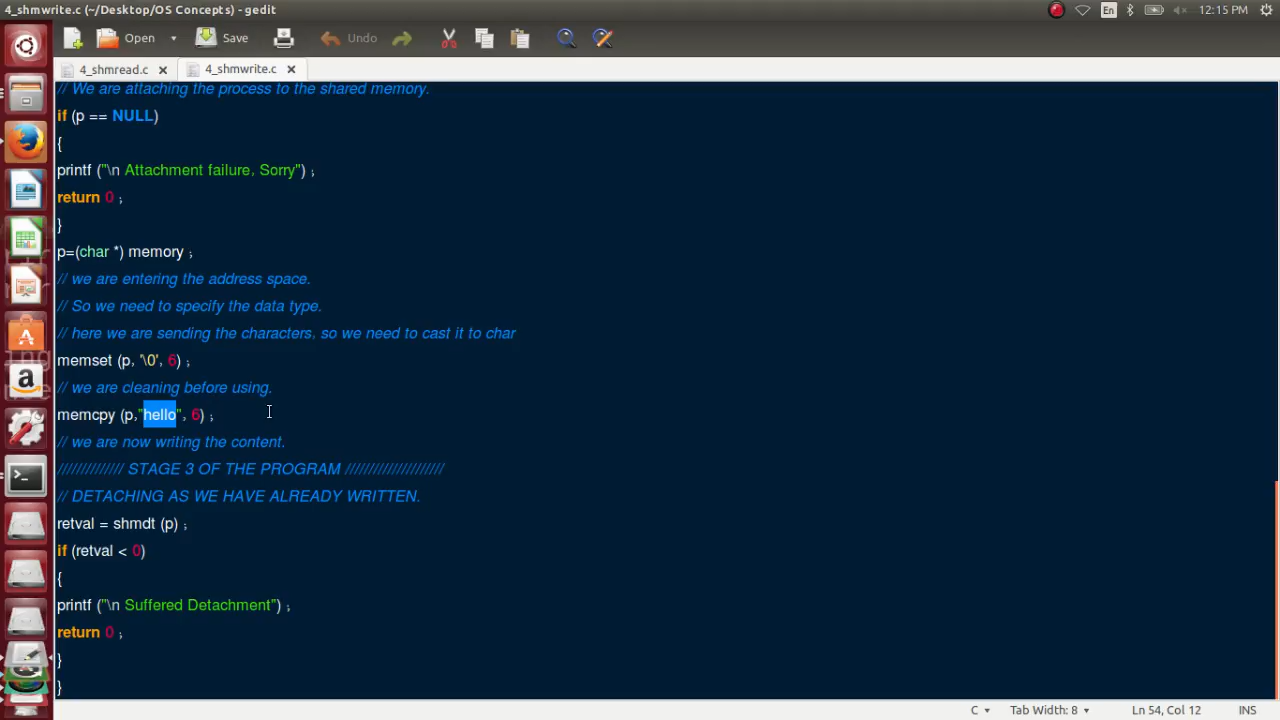 4_shmwrite.c (~/Desktop/OS Concepts) - gedit
En
12:15 PM
Open
Save
Undo
4_shmread.c
4_shmwrite.c
// We are attaching the process to the shared memory.
if (p == NULL)
{
printf ("\n Attachment failure, Sorry") ;
return 0 ;
}
p=(char *) memory ;
// we are entering the address space.
// So we need to specify the data type.
// here we are sending the characters, so we need to cast it to char
memset (p, '\0', 6) ;
// we are cleaning before using.
memcpy (p,"hello", 6) ;
// we are now writing the content.
////////////// STAGE 3 OF THE PROGRAM /////////////////////
// DETACHING AS WE HAVE ALREADY WRITTEN.
retval = shmdt (p) ;
if (retval < 0)
{
printf ("\n Suffered Detachment") ;
return 0 ;
}
}
C
Tab Width: 8
Ln 54, Col 12
INS